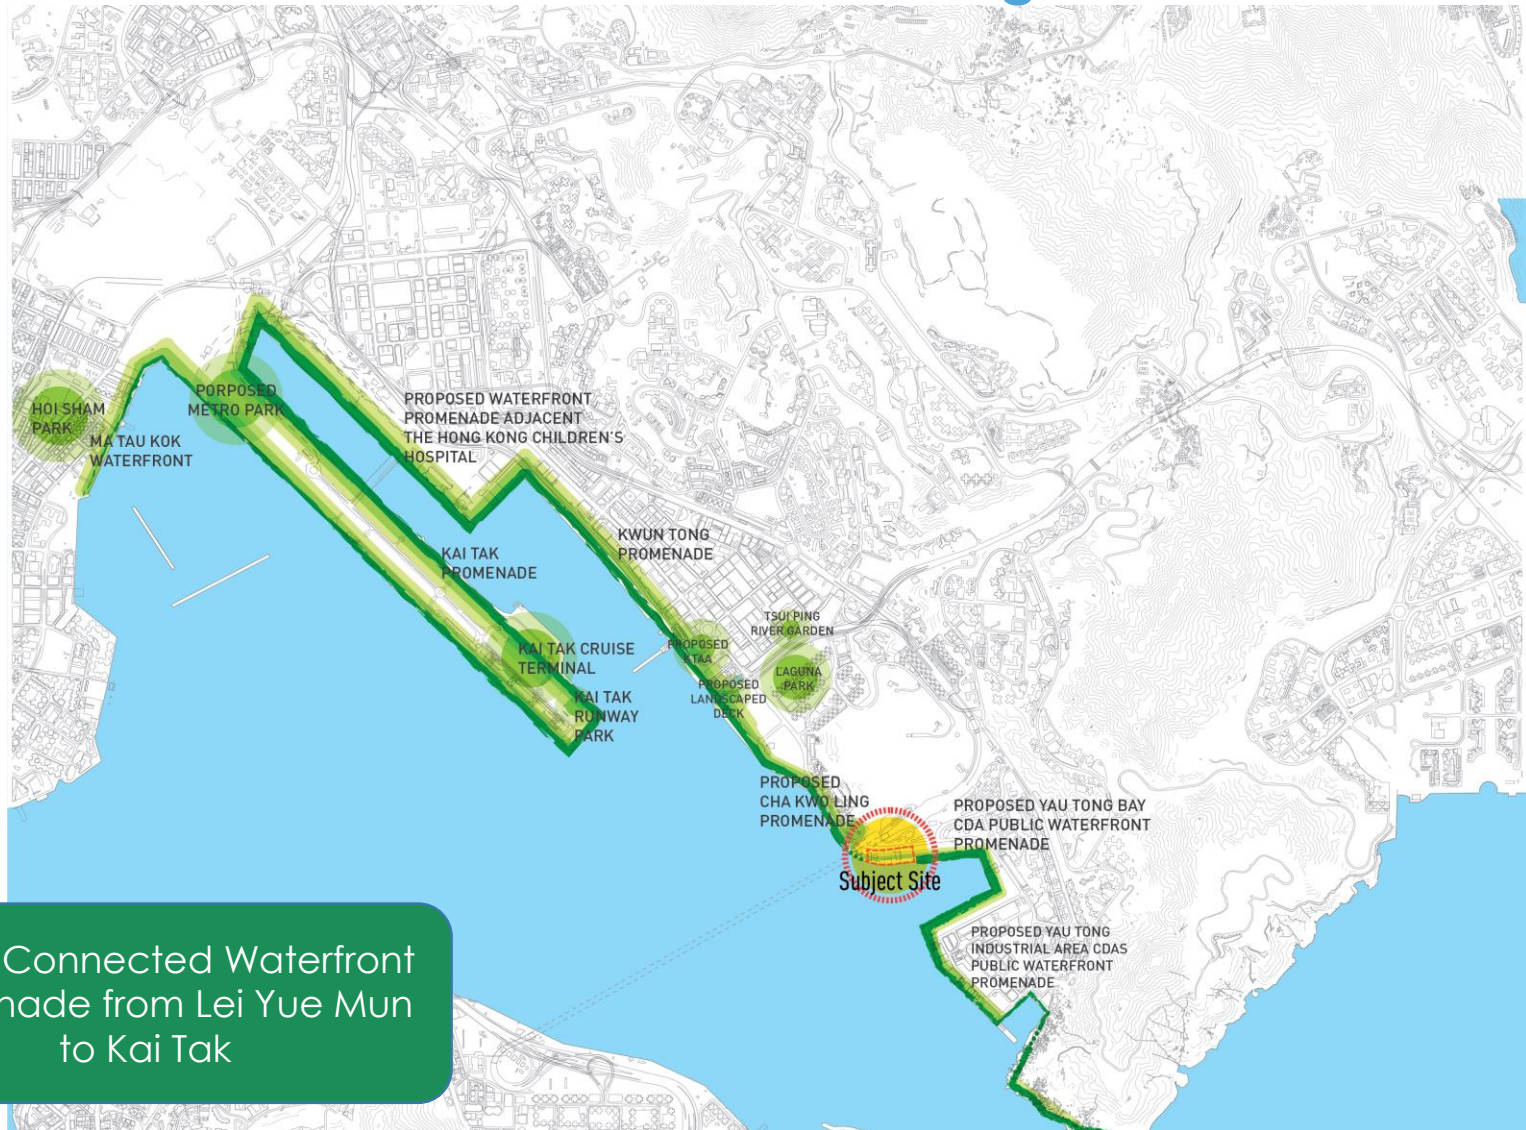 HOI SHAM
PARK
MA TAU KOK
WATERFRONT
PORPOSED
METRO PARK
PROPOSED WATERFRONT
PROMENADE ADJACENT
THE HONG KONG CHILDREN'S
HOSPITAL
KAI TAK
PROMENADE
KWUN TONG
PROMENADE
KAI TAK CRUISE
TERMINAL
KAI TAK
RUNWAY
PARK
TSUI PING
RIVER GARDEN
PROPOSED
KTAA
LAGUNA
PARK
PROPOSED
LANDSCAPED
DECK
PROPOSED
CHA KWO LING
PROMENADE
PROPOSED YAU TONG BAY
CDA PUBLIC WATERFRONT
PROMENADE
Subject Site
PROPOSED YAU TONG
INDUSTRIAL AREA CDAS
PUBLIC WATERFRONT
PROMENADE
Connected Waterfront
nade from Lei Yue Mun
to Kai Tak